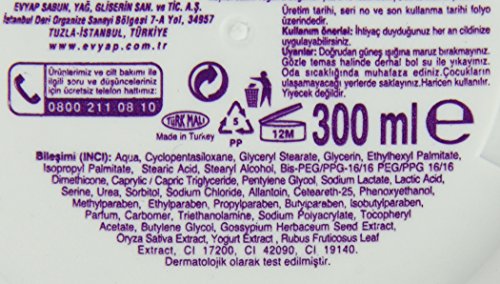 EVYAP SABUN, YAĞ, GLİSERİN SAN. ve TİC. A.Ş.
İstanbul Deri Organize Sanayi Bölgesi 7-A Yol, 34957
TUZLA-İSTANBUL, TÜRKİYE
www.evyap.com.tr
Ürünlerimiz ve cilt bakımı ile
ilgili her soru ve düşünceleriniz
için ücretsiz telefon hattımız:
0800 211 08 10
Üretim tarihi, seri no ve son kullanma tarihi folyo
üzerindedir.
Kullanım önerisi: İhtiyaç duyduğunuz her an cildinize
uygulayabilirsiniz.
Uyarılar: Doğrudan güneş ışığına maruz bırakmayınız.
Gözle temas halinde derhal bol su ile yıkayınız.
Oda sıcaklığında muhafaza ediniz.Çocukların
ulaşamayacağı yerlerde saklayınız.Haricen kullanılır.
Yiyecek değildir.
TÜRK MALI
Made in Turkey
5
PP
12M
300 ml e
Bileşimi (INCI): Aqua, Cyclopentasiloxane, Glyceryl Stearate, Glycerin, Ethylhexyl Palmitate,
Isopropyl Palmitate, Stearic Acid, Stearyl Alcohol, Bis-PEG/PPG-16/16 PEG/PPG 16/16
Dimethicone, Caprylic / Capric Triglyceride, Pentylene Glycol, Sodium Lactate, Lactic Acid,
Serine, Urea, Sorbitol, Sodium Chloride, Allantoin, Ceteareth-25, Phenoxyethanol,
Methylparaben, Ethylparaben, Propylparaben, Butylparaben, Isobutylparaben,
Parfum, Carbomer, Triethanolamine, Sodium Polyacrylate, Tocopheryl
Acetate, Butylene Glycol, Gossypium Herbaceum Seed Extract,
Oryza Sativa Extract, Yogurt Extract , Rubus Fruticosus Leaf
Extract, CI 17200, CI 42090, CI 19140.
Dermatolojik olarak test edilmiştir.